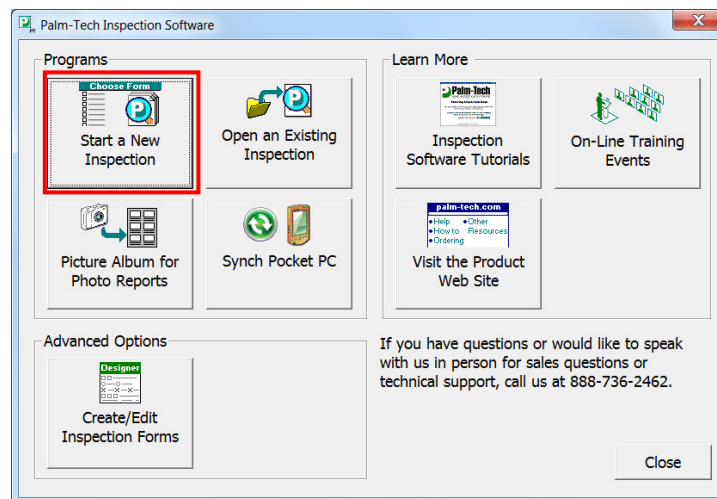 Palm-Tech Inspection Software
Programs
Choose Form
Start a New
Inspection
Open an Existing
Inspection
Picture Album for
Photo Reports
Synch Pocket PC
Learn More
Palm-Tech
Inspection
Software Tutorials
On-Line Training
Events
palm-tech.com
•Help •Other
•How to Resources
•Ordering
Visit the Product
Web Site
Advanced Options
Designer
Create/Edit
Inspection Forms
If you have questions or would like to speak
with us in person for sales questions or
technical support, call us at 888-736-2462.
Close